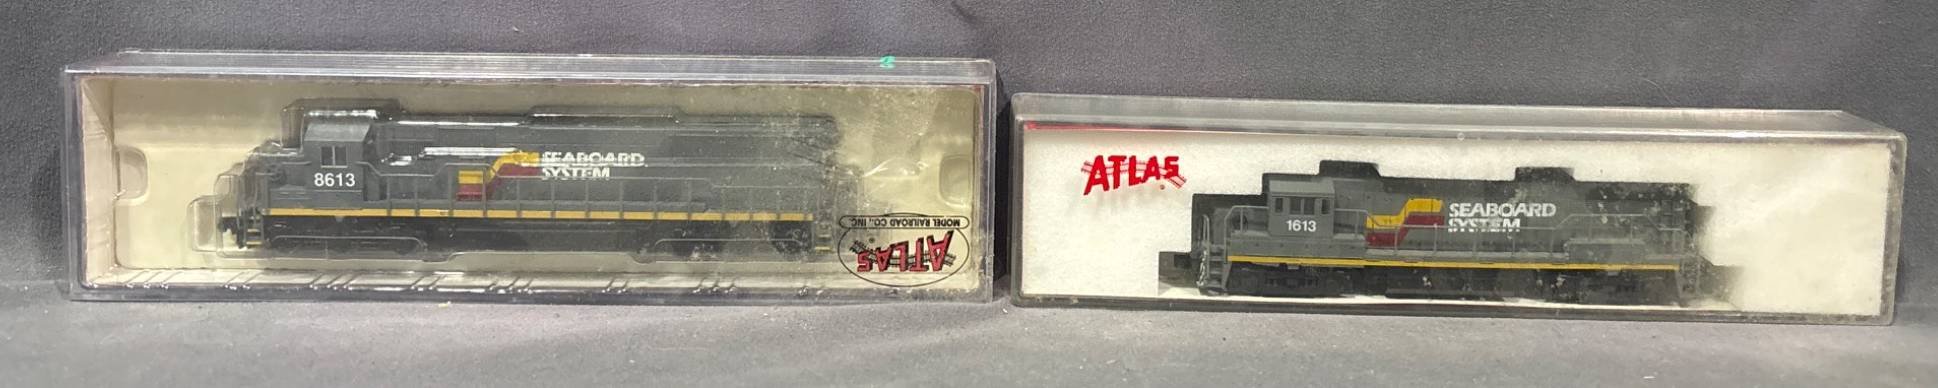 8613
SEABOARD
SYSTEM
ATLAS
MODEL RAILROAD CO., INC.
ATLAS
1613
SEABOARD
SYSTEM